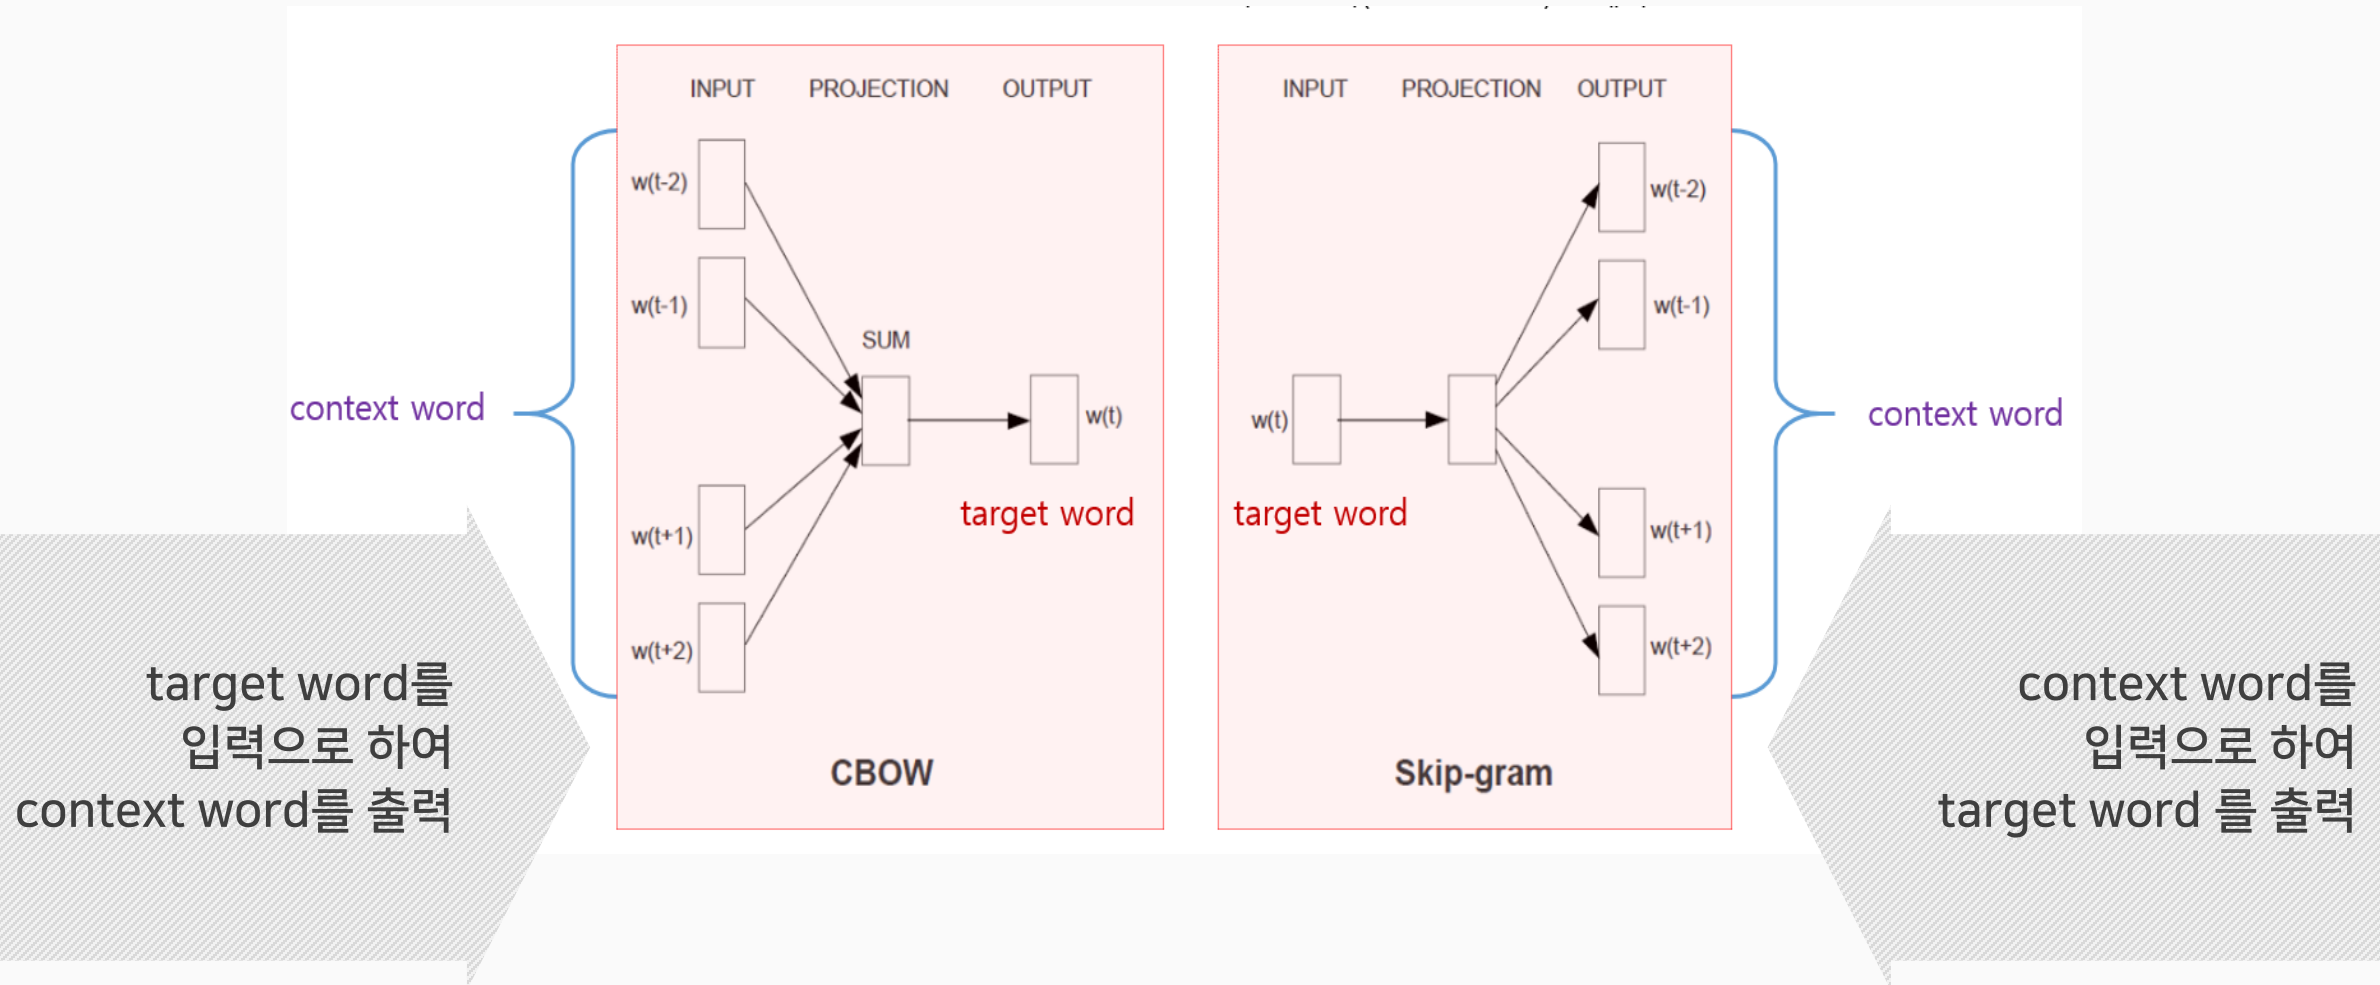 INPUT PROJECTION OUTPUT
w(t-2)
w(t-1)
SUM
w(t)
context word
target word
w(t+1)
w(t+2)
CBOW
INPUT PROJECTION OUTPUT
w(t-2)
w(t-1)
w(t)
context word
target word
w(t+1)
w(t+2)
Skip-gram
target word를
입력으로 하여
context word를 출력
context word를
입력으로 하여
target word 를 출력